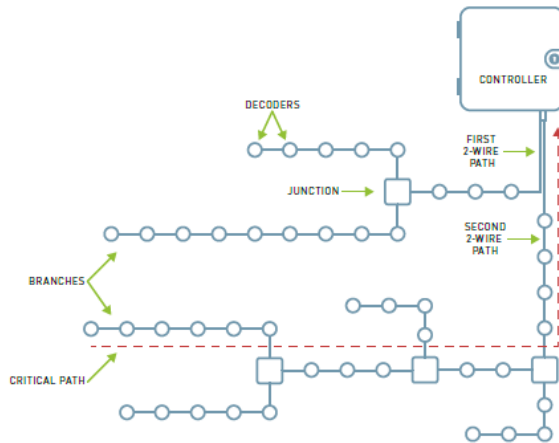 CONTROLLER
DECODERS
FIRST
2-WIRE
PATH
JUNCTION
SECOND
2-WIRE
PATH
BRANCHES
CRITICAL PATH